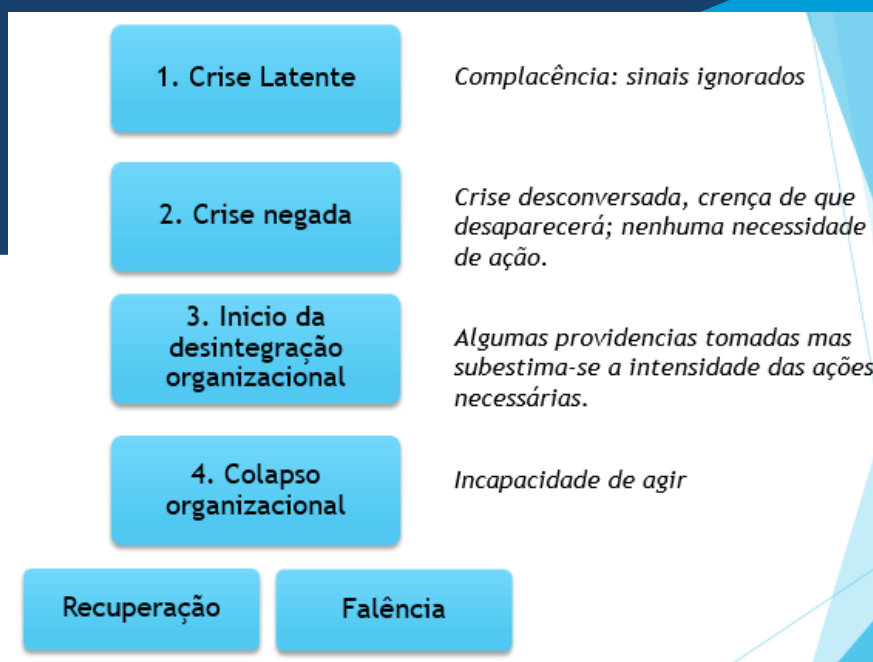 1. Crise Latente
Complacência: sinais ignorados
2. Crise negada
Crise desconversada, crença de que
desaparecerá; nenhuma necessidade
de ação.
3. Inicio da
desintegração
organizacional
Algumas providencias tomadas mas
subestima-se a intensidade das ações
necessárias.
4. Colapso
organizacional
Incapacidade de agir
Recuperação
Falência